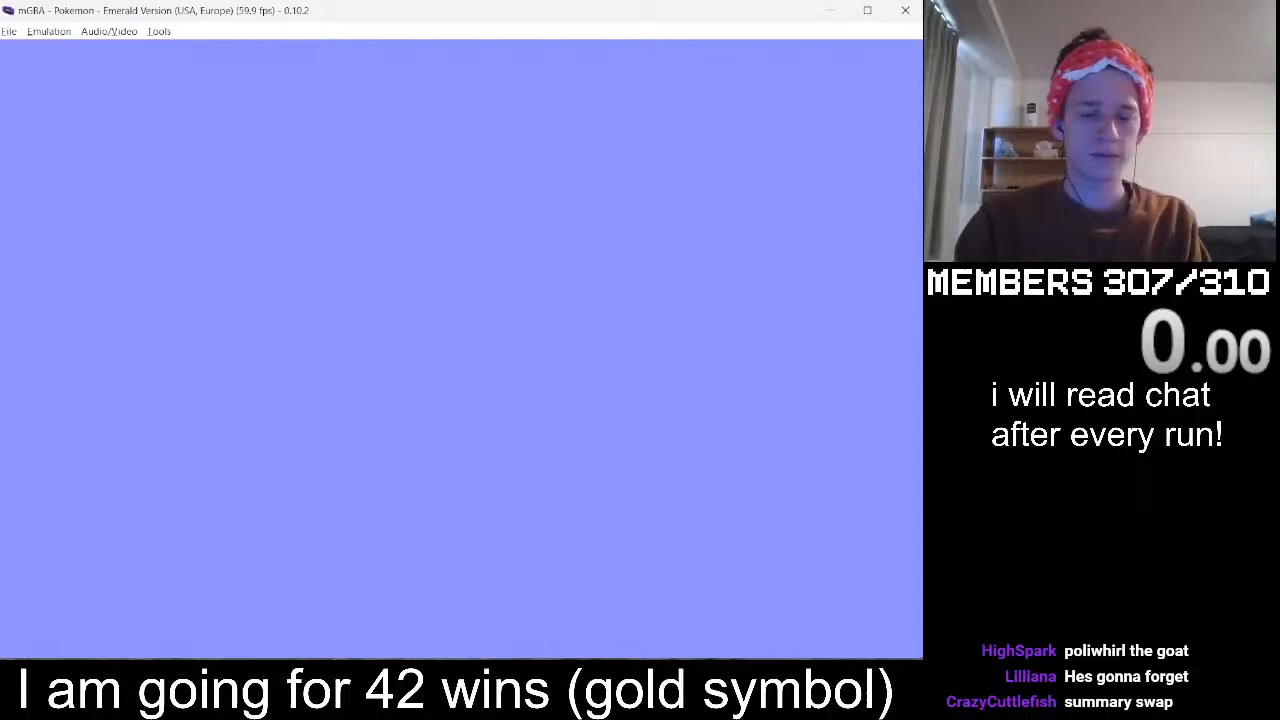 mGBA - Pokemon - Emerald Version (USA, Europe) (59.9 fps) - 0.10.2
File Emulation Audio/Video Tools
MEMBERS 307/310
0.00
i will read chat
after every run!
HighSpark poliwhirl the goat
Lilliana Hes gonna forget
CrazyCuttlefish summary swap
I am going for 42 wins (gold symbol)